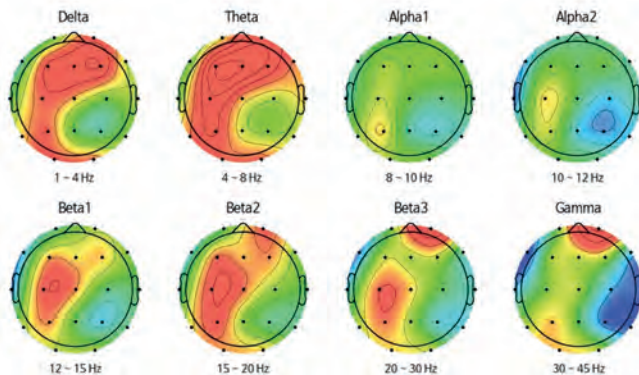 Delta Theta Alpha1 Alpha2
1 ~ 4 Hz 4 ~ 8 Hz 8 ~ 10 Hz 10 ~ 12 Hz
Beta1 Beta2 Beta3 Gamma
12 ~ 15 Hz 15 ~ 20 Hz 20 ~ 30 Hz 30 ~ 45 Hz